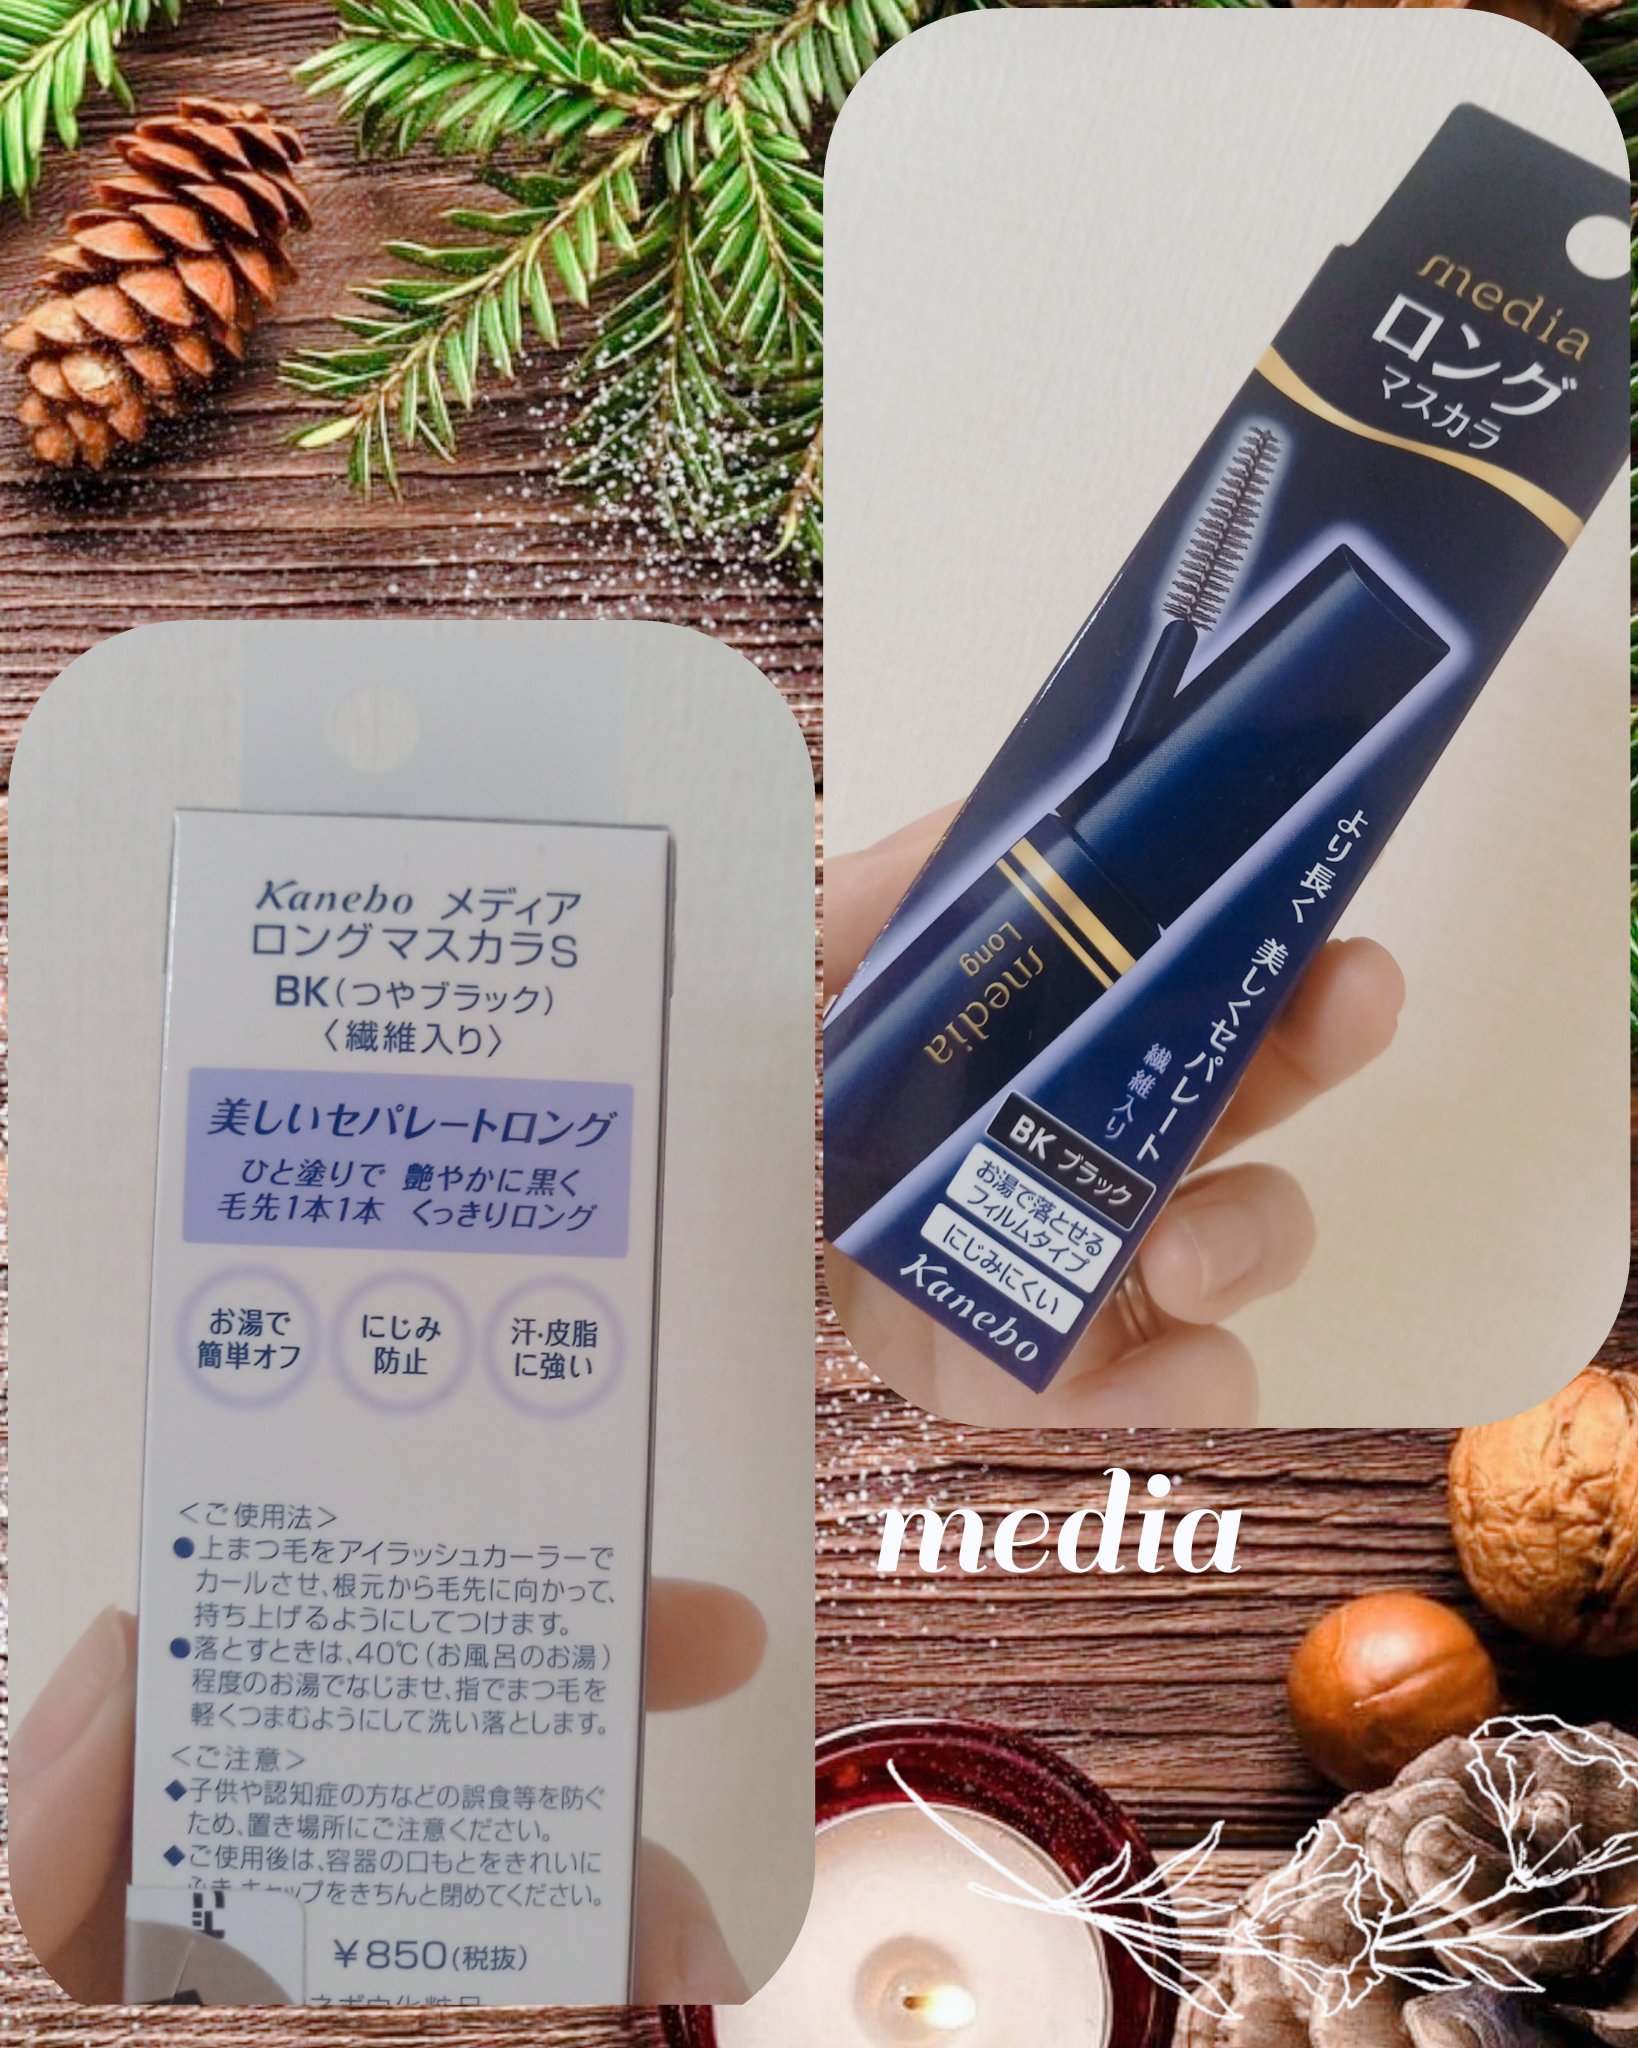 media
ロング
マスカラ
より長く 美しくセパレート
繊維入り
media
Long
BK ブラック
お湯で落とせる
フィルムタイプ
にじみにくい
Kanebo
Kanebo メディア
ロングマスカラS
BK(つやブラック)
〈繊維入り〉
美しいセパレートロング
ひと塗りで 艶やかに黒く
毛先1本1本 くっきりロング
お湯で
簡単オフ
にじみ
防止
汗・皮脂
に強い
<ご使用法>
●上まつ毛をアイラッシュカーラーで
カールさせ、根元から毛先に向かって、
持ち上げるようにしてつけます。
●落とすときは、40℃(お風呂のお湯)
程度のお湯でなじませ、指でまつ毛を
軽くつまむようにして洗い落とします。
<ご注意>
◆子供や認知症の方などの誤食等を防ぐ
ため、置き場所にご注意ください。
◆ご使用後は、容器の口もとをきれいに
ふき、キャップをきちんと閉めてください。
¥850(税抜)
media